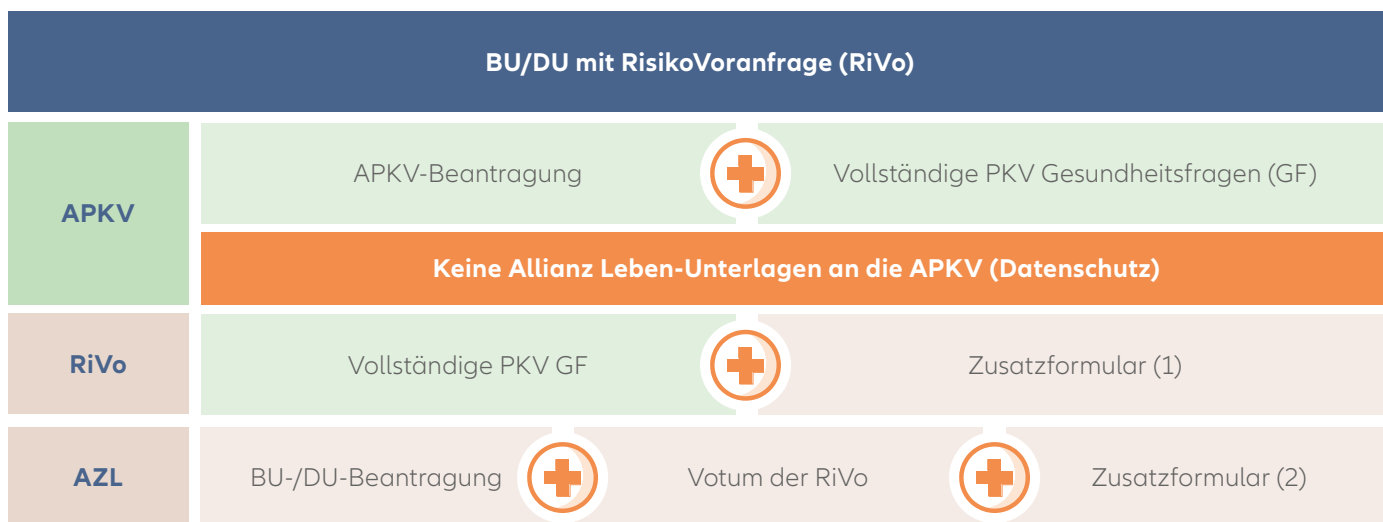 BU/DU mit RisikoVoranfrage (RiVo)
APKV
APKV-Beantragung
Vollständige PKV Gesundheitsfragen (GF)
Keine Allianz Leben-Unterlagen an die APKV (Datenschutz)
RiVo
Vollständige PKV GF
Zusatzformular (1)
AZL
BU-/DU-Beantragung
Votum der RiVo
Zusatzformular (2)